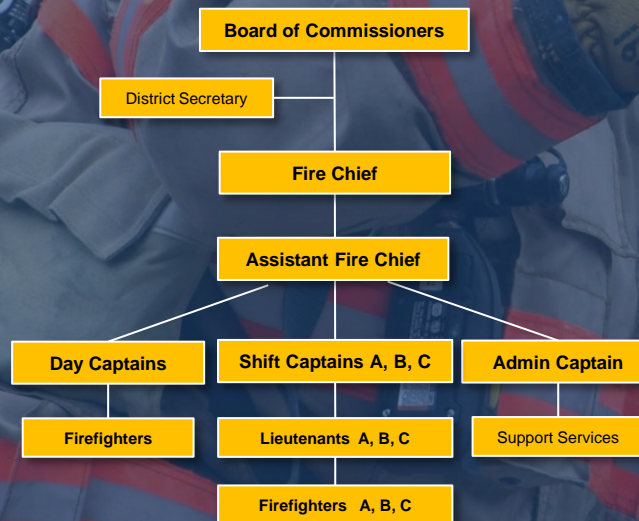 Board of Commissioners
District Secretary
Fire Chief
Assistant Fire Chief
Day Captains
Shift Captains A, B, C
Admin Captain
Firefighters
Lieutenants A, B, C
Support Services
Firefighters A, B, C